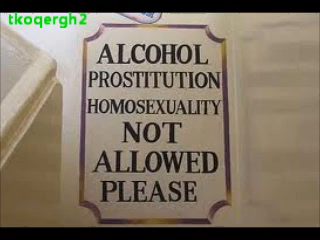 tkoqergh2
ALCOHOL
PROSTITUTION
HOMOSEXUALITY
NOT
ALLOWED
PLEASE